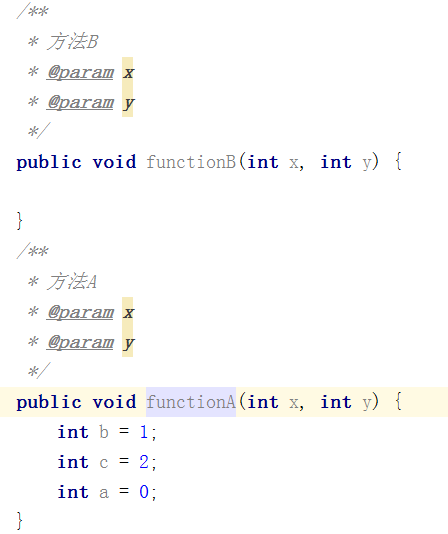 /**
 * 方法B
 * @param x
 * @param y
 */
public void functionB(int x, int y) {

}
/**
 * 方法A
 * @param x
 * @param y
 */
public void functionA(int x, int y) {
    int b = 1;
    int c = 2;
    int a = 0;
}